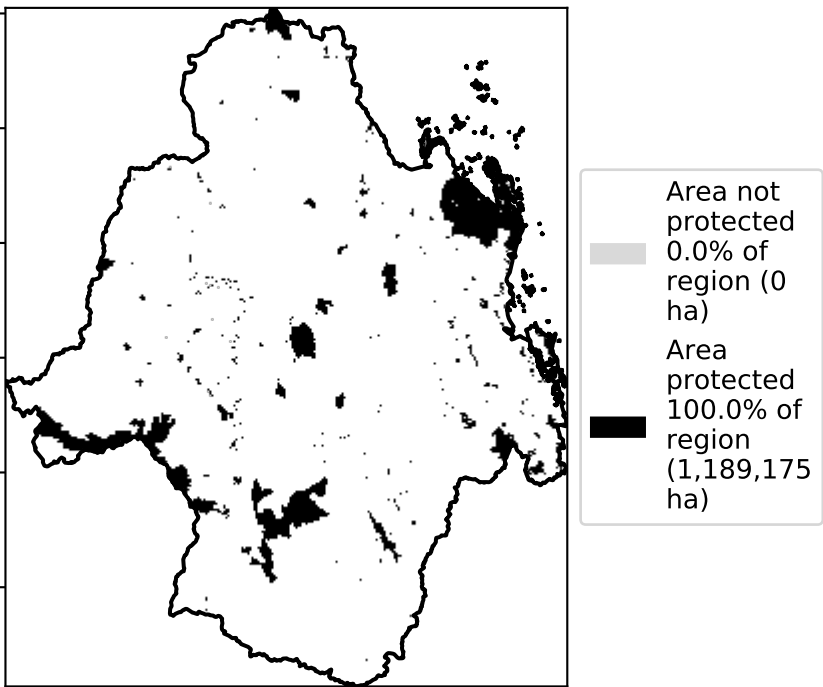 Area not
protected
0.0% of
region (0
ha)
Area
protected
100.0% of
region
(1,189,175
ha)